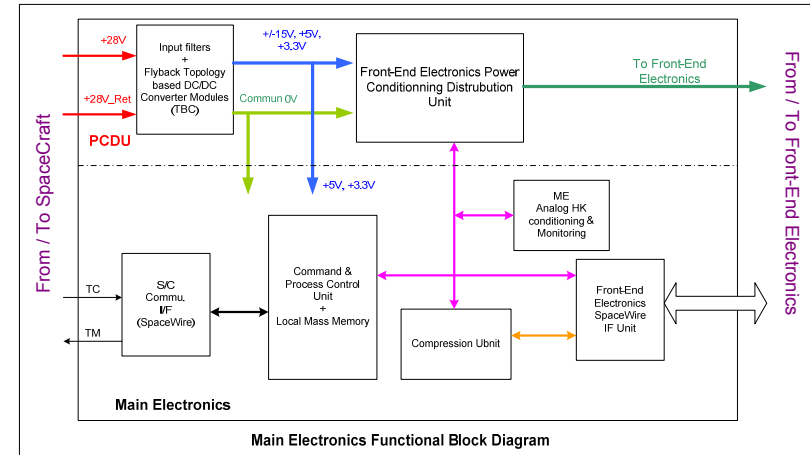 +28V
+28V_Ret
PCDU
Input filters
+
Flyback Topology
based DC/DC
Converter Modules
(TBC)
+/-15V, +5V,
+3.3V
Commun 0V
+5V, +3.3V
Front-End Electronics Power
Conditionning Distrubution
Unit
To Front-End
Electronics
From / To SpaceCraft
From / To Front-End Electronics
ME
Analog HK
conditioning &
Monitoring
TC
TM
S/C
Commu.
I/F
(SpaceWire)
Command &
Process Control
Unit
+
Local Mass Memory
Compression Ubnit
Front-End
Electronics
SpaceWire
IF Unit
Main Electronics
Main Electronics Functional Block Diagram